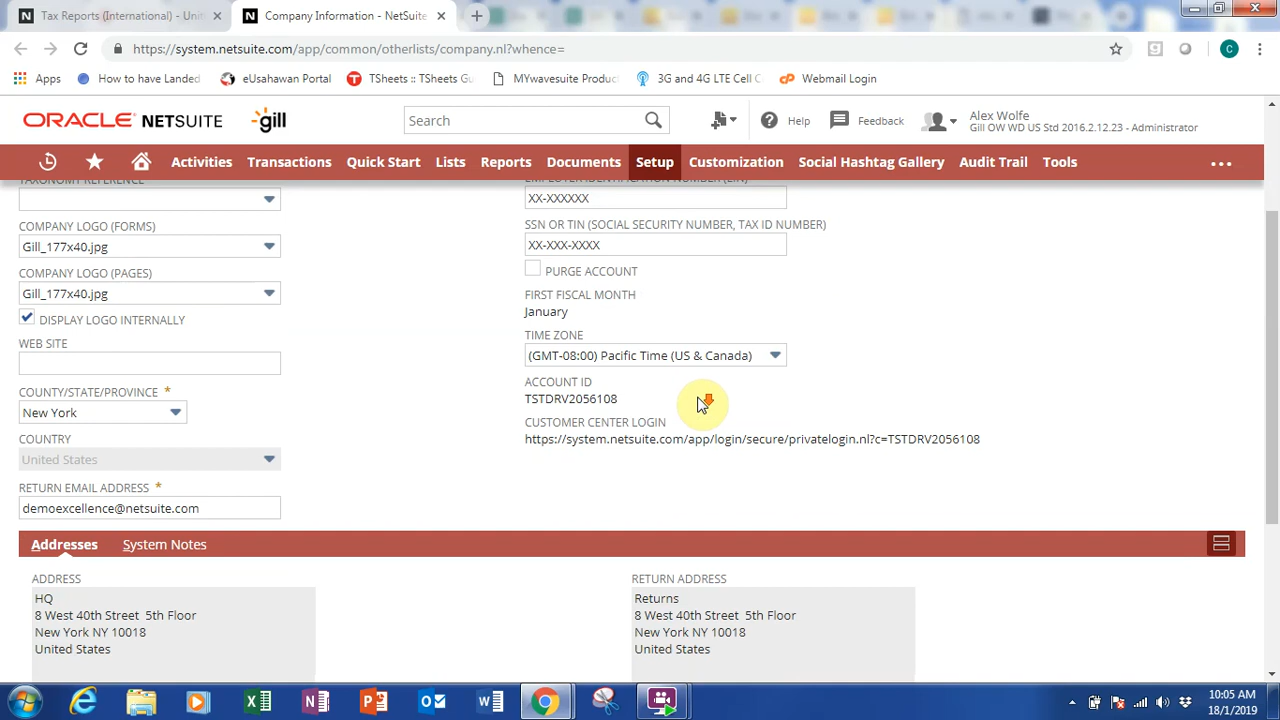 Tax Reports (International) - Uni
Company Information - NetSuite
https://system.netsuite.com/app/common/otherlists/company.nl?whence=
C
Apps
How to have Landed
eUsahawan Portal
TSheets :: TSheets Gu
MYwavesuite Produc
3G and 4G LTE Cell C
Webmail Login
ORACLE NETSUITE
gill
Search
Help
Feedback
Alex Wolfe
Gill OW WD US Std 2016.2.12.23 - Administrator
Activities
Transactions
Quick Start
Lists
Reports
Documents
Setup
Customization
Social Hashtag Gallery
Audit Trail
Tools
TAXONOMY REFERENCE
COMPANY LOGO (FORMS)
Gill_177x40.jpg
COMPANY LOGO (PAGES)
Gill_177x40.jpg
DISPLAY LOGO INTERNALLY
WEB SITE
COUNTY/STATE/PROVINCE *
New York
COUNTRY
United States
RETURN EMAIL ADDRESS *
demoexcellence@netsuite.com
EMPLOYER IDENTIFICATION NUMBER (EIN)
XX-XXXXXX
SSN OR TIN (SOCIAL SECURITY NUMBER, TAX ID NUMBER)
XX-XXX-XXXX
PURGE ACCOUNT
FIRST FISCAL MONTH
January
TIME ZONE
(GMT-08:00) Pacific Time (US & Canada)
ACCOUNT ID
TSTDRV2056108
CUSTOMER CENTER LOGIN
https://system.netsuite.com/app/login/secure/privatelogin.nl?c=TSTDRV2056108
Addresses
System Notes
ADDRESS
HQ
8 West 40th Street 5th Floor
New York NY 10018
United States
RETURN ADDRESS
Returns
8 West 40th Street 5th Floor
New York NY 10018
United States
10:05 AM
18/1/2019